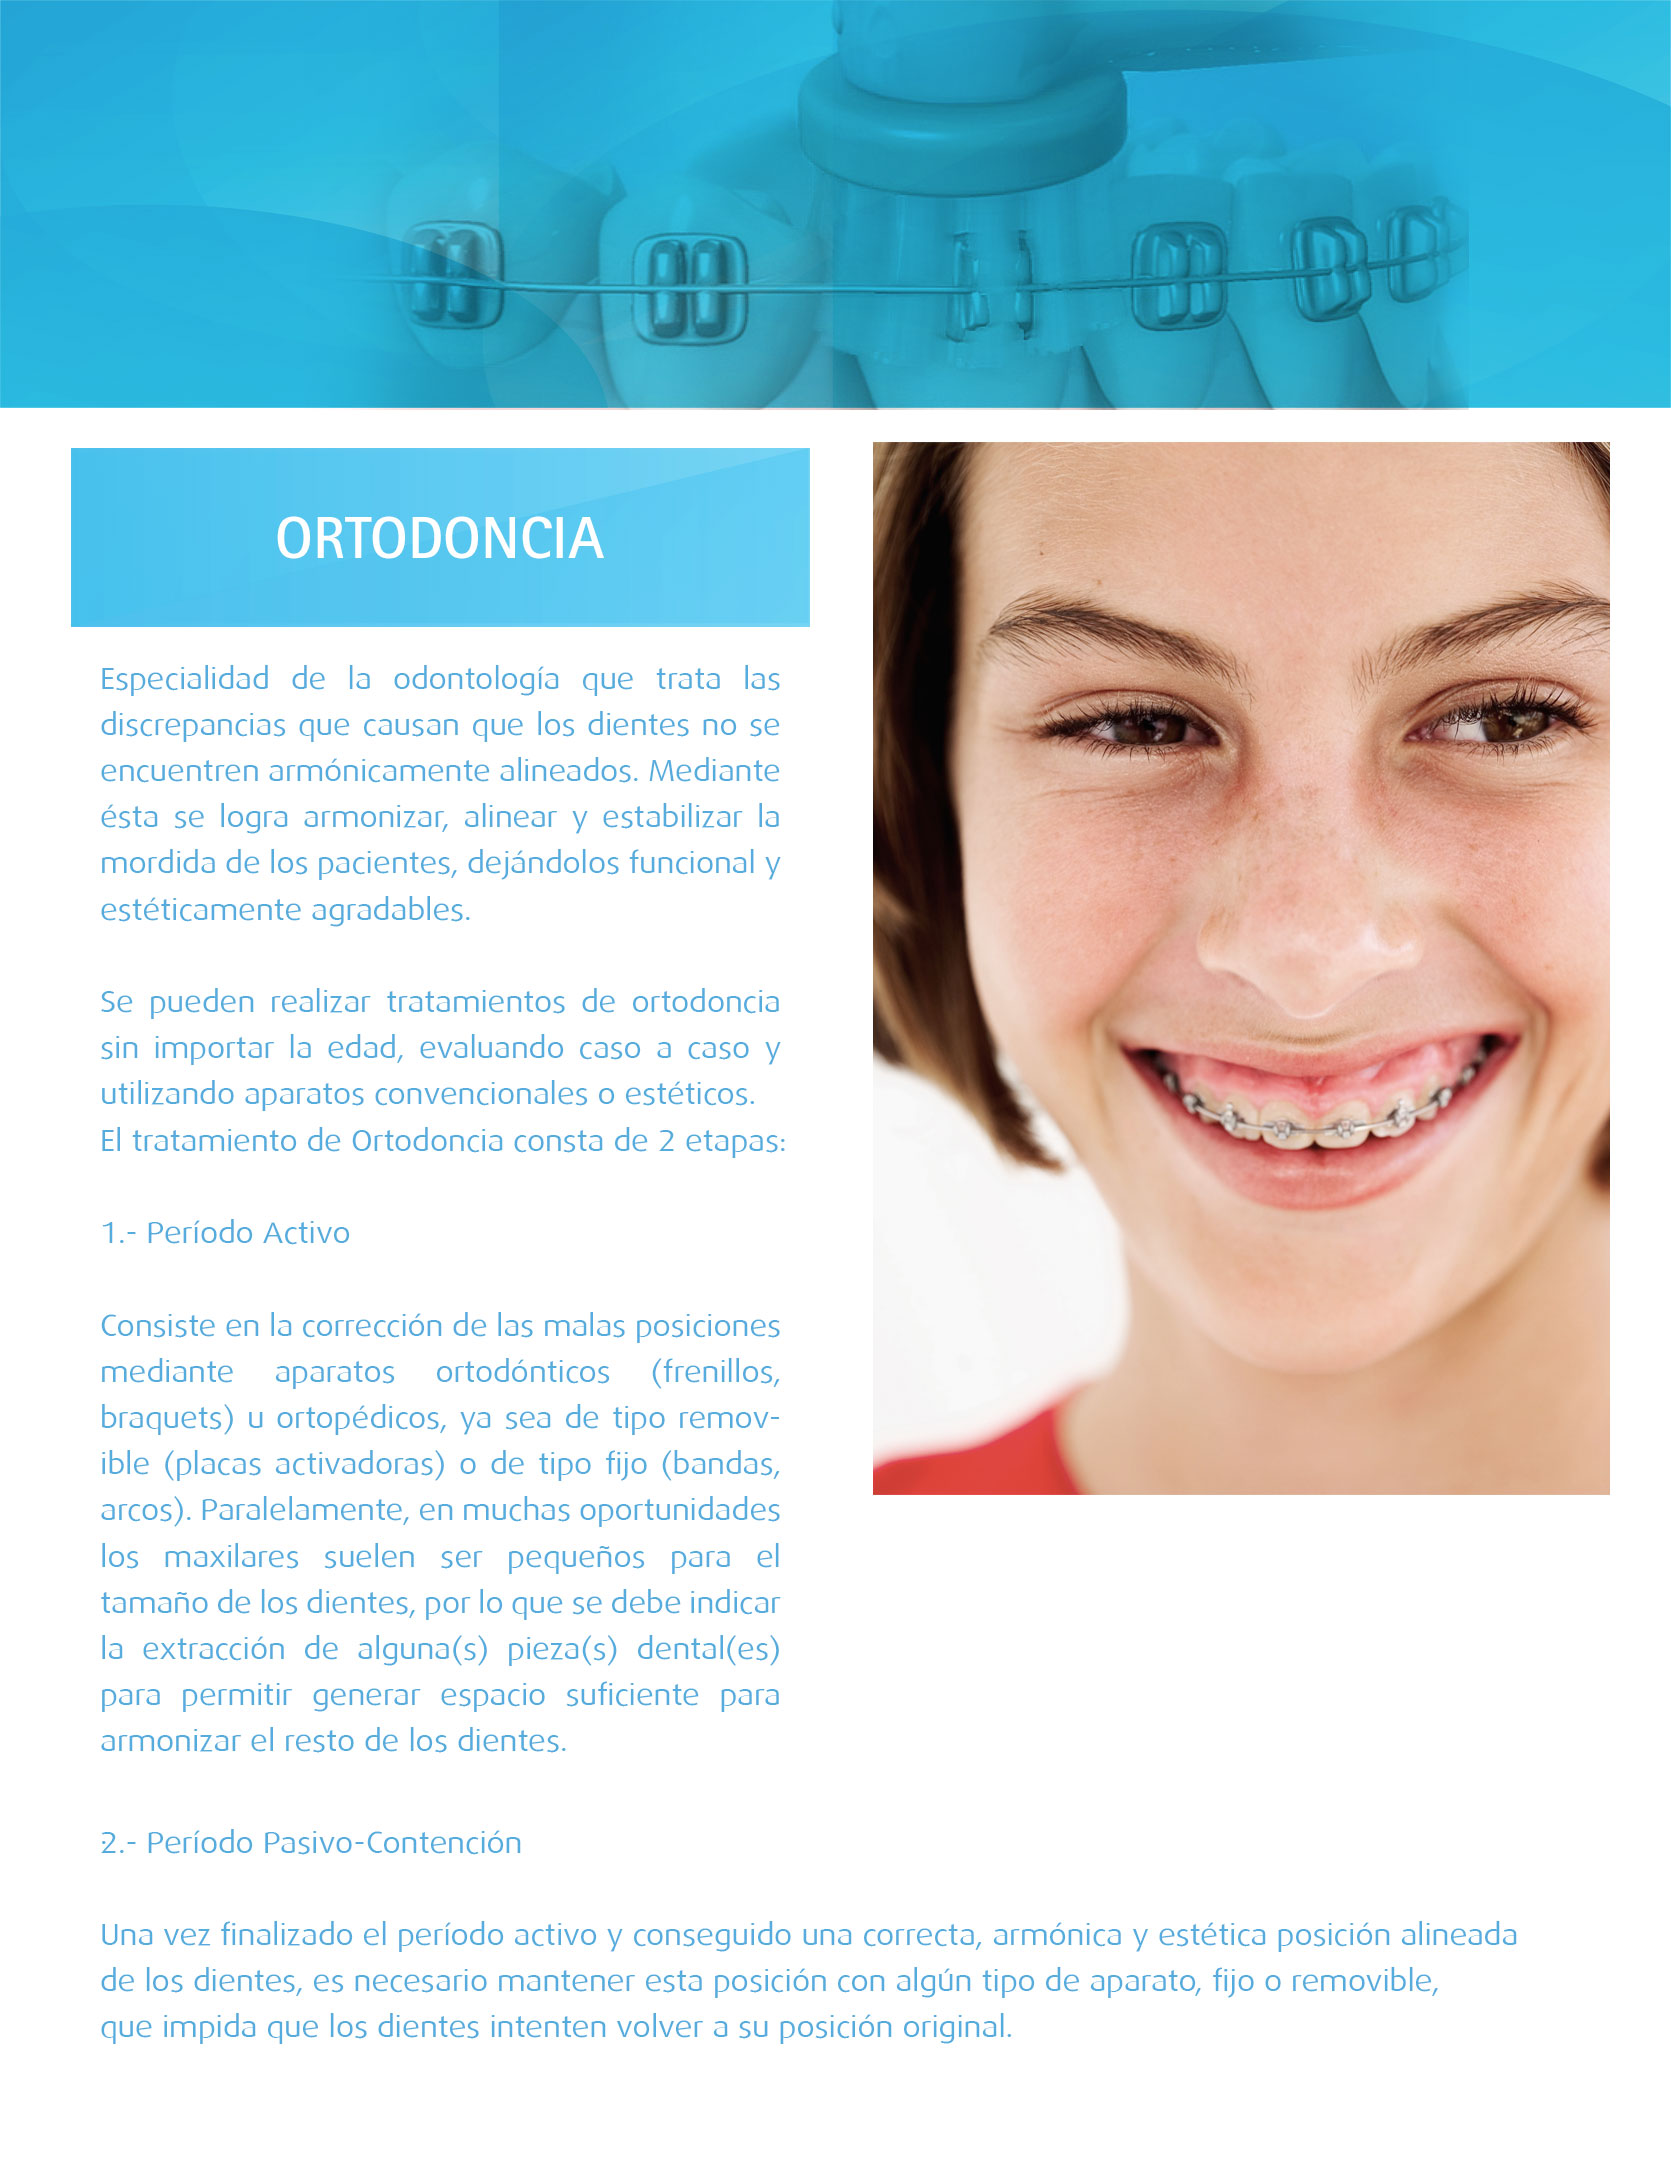 ORTODONCIA
Especialidad de la odontología que trata las
discrepancias que causan que los dientes no se
encuentren armónicamente alineados. Mediante
ésta se logra armonizar, alinear y estabilizar la
mordida de los pacientes, dejándolos funcional y
estéticamente agradables.
Se pueden realizar tratamientos de ortodoncia
sin importar la edad, evaluando caso a caso y
utilizando aparatos convencionales o estéticos.
El tratamiento de Ortodoncia consta de 2 etapas:
1.- Período Activo
Consiste en la corrección de las malas posiciones
mediante aparatos ortodónticos (frenillos,
braquets) u ortopédicos, ya sea de tipo remov-
ible (placas activadoras) o de tipo fijo (bandas,
arcos). Paralelamente, en muchas oportunidades
los maxilares suelen ser pequeños para el
tamaño de los dientes, por lo que se debe indicar
la extracción de alguna(s) pieza(s) dental(es)
para permitir generar espacio suficiente para
armonizar el resto de los dientes.
2.- Período Pasivo-Contención
Una vez finalizado el período activo y conseguido una correcta, armónica y estética posición alineada
de los dientes, es necesario mantener esta posición con algún tipo de aparato, fijo o removible,
que impida que los dientes intenten volver a su posición original.